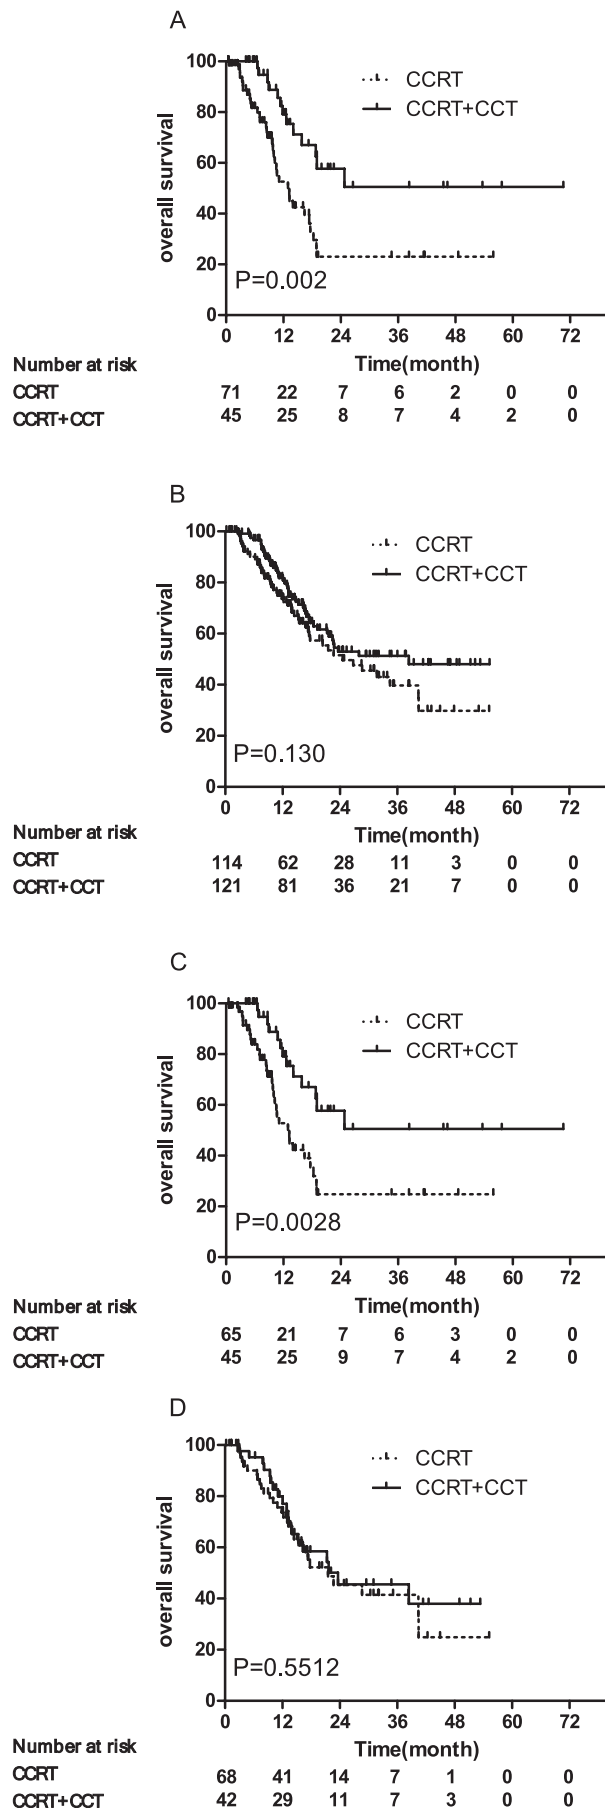 A
100
80
60
40
20
0
overall survival
CCRT
CCRT+CCT
P=0.002
0 12 24 36 48 60 72
Time(month)
Number at risk
CCRT 71 22 7 6 2 0 0
CCRT+CCT 45 25 8 7 4 2 0
B
100
80
60
40
20
0
overall survival
CCRT
CCRT+CCT
P=0.130
0 12 24 36 48 60 72
Time(month)
Number at risk
CCRT 114 62 28 11 3 0 0
CCRT+CCT 121 81 36 21 7 0 0
C
100
80
60
40
20
0
overall survival
CCRT
CCRT+CCT
P=0.0028
0 12 24 36 48 60 72
Time(month)
Number at risk
CCRT 65 21 7 6 3 0 0
CCRT+CCT 45 25 9 7 4 2 0
D
100
80
60
40
20
0
overall survival
CCRT
CCRT+CCT
P=0.5512
0 12 24 36 48 60 72
Time(month)
Number at risk
CCRT 68 41 14 7 1 0 0
CCRT+CCT 42 29 11 7 3 0 0